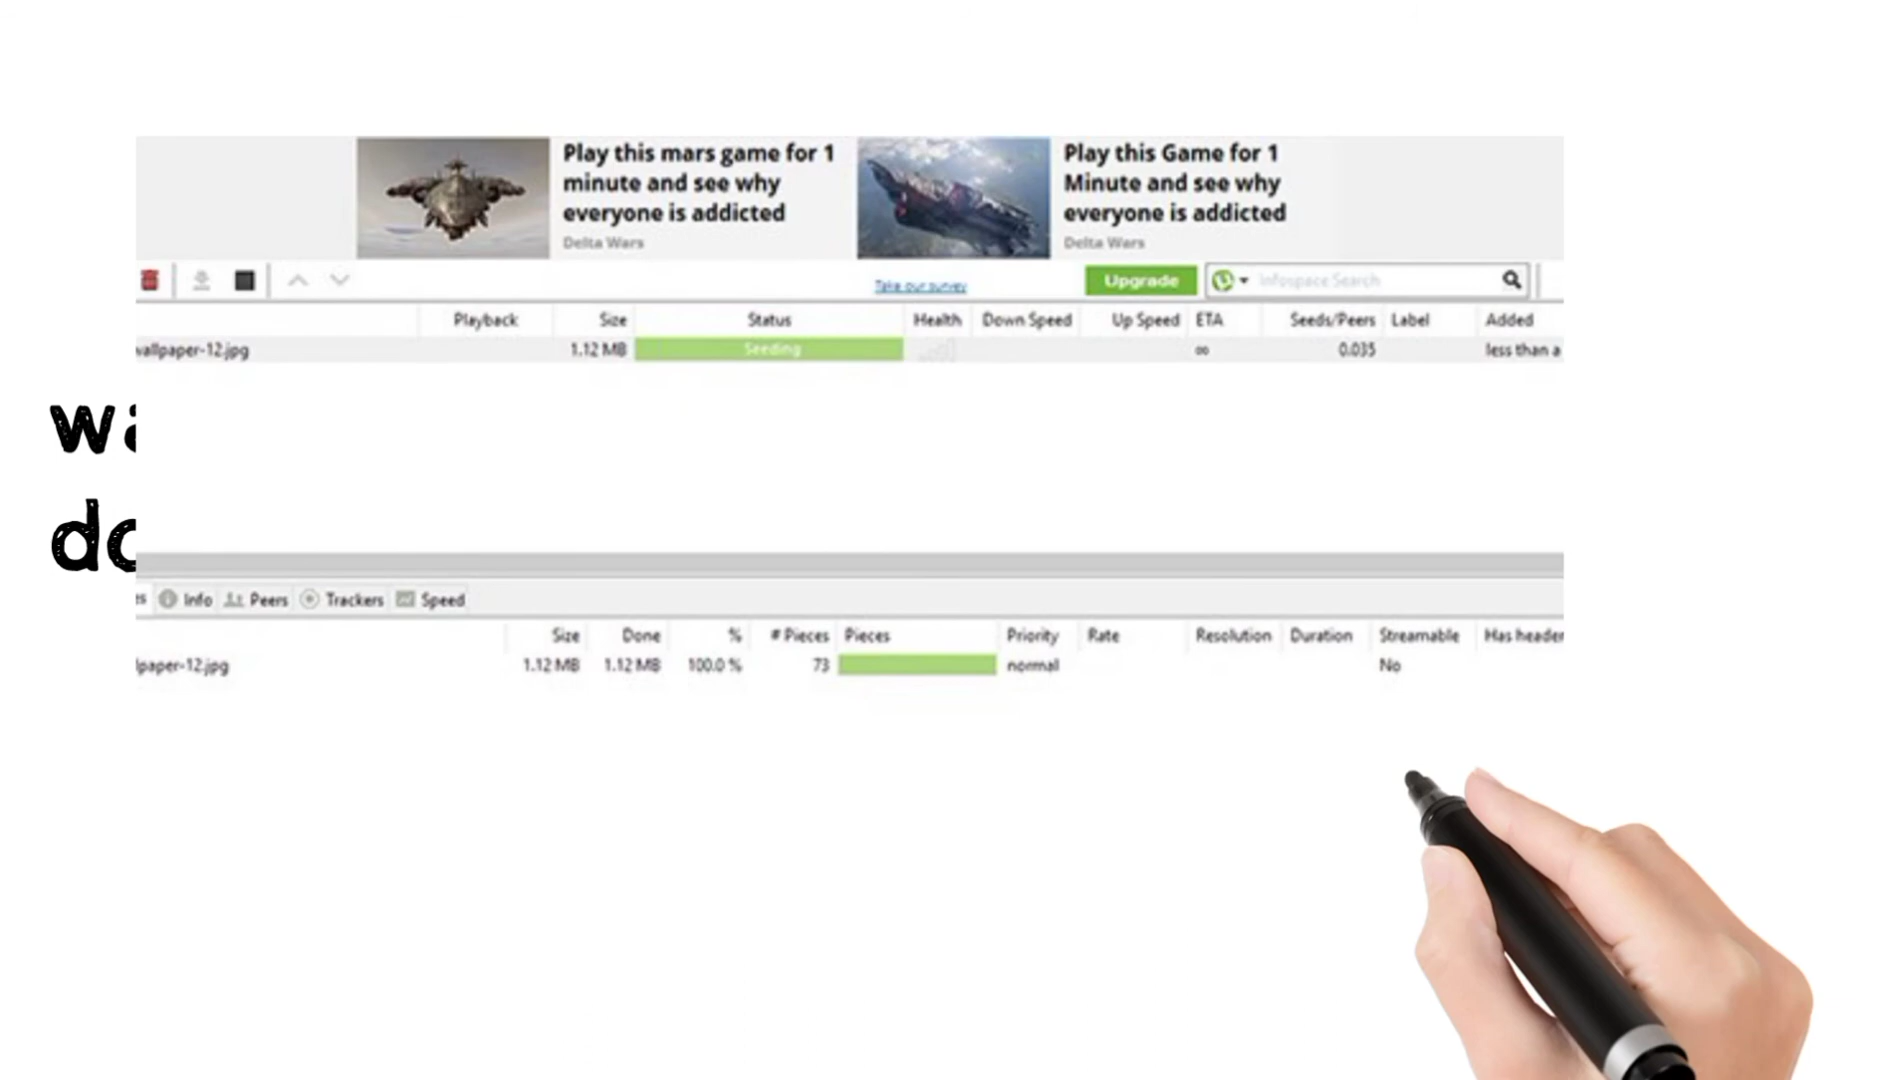 Play this mars game for 1
minute and see why
everyone is addicted
Delta Wars
Play this Game for 1
Minute and see why
everyone is addicted
Delta Wars
Take our survey
Upgrade
Infospace Search
Playback Size Status Health Down Speed Up Speed ETA Seeds/Peers Label Added
wallpaper-12.jpg 1.12 MB Seeding ∞ 0.035 less than a
wa
do
es Info Peers Trackers Speed
Size Done % # Pieces Pieces Priority Rate Resolution Duration Streamable Has header
lpaper-12.jpg 1.12 MB 1.12 MB 100.0 % 73 normal No